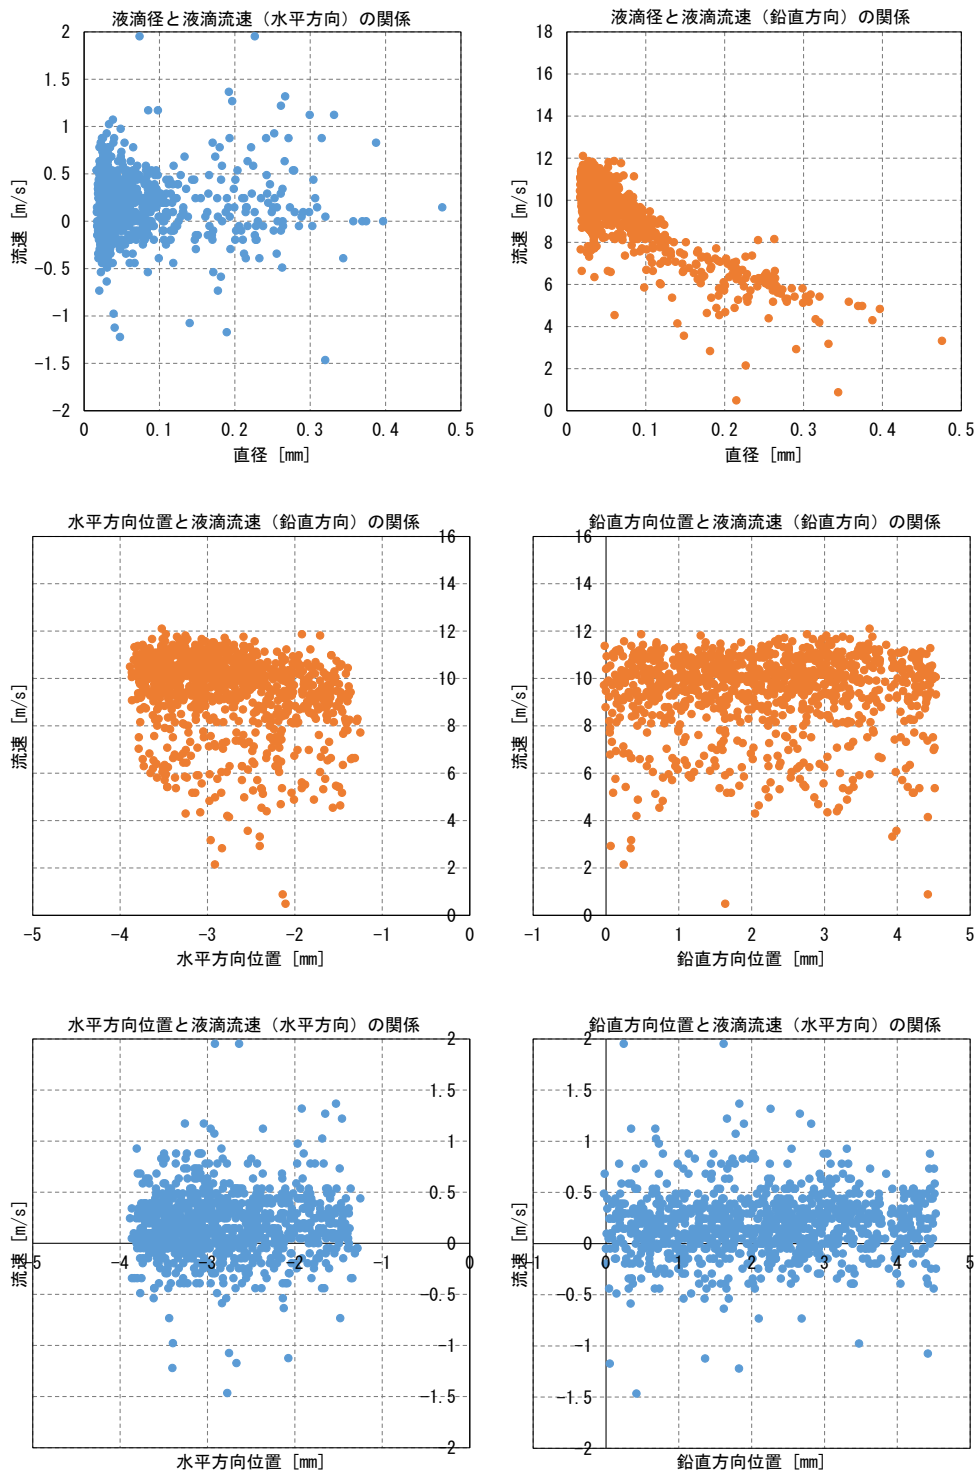 液滴径と液滴流速（水平方向）の関係
2
1.5
1
0.5
0
-0.5
-1
-1.5
-2
流速 [m/s]
0 0.1 0.2 0.3 0.4 0.5
直径 [mm]
液滴径と液滴流速（鉛直方向）の関係
18
16
14
12
10
8
6
4
2
0
流速 [m/s]
0 0.1 0.2 0.3 0.4 0.5
直径 [mm]
水平方向位置と液滴流速（鉛直方向）の関係
16
14
12
10
8
6
4
2
0
流速 [m/s]
-5 -4 -3 -2 -1 0
水平方向位置 [mm]
鉛直方向位置と液滴流速（鉛直方向）の関係
16
14
12
10
8
6
4
2
0
流速 [m/s]
-1 0 1 2 3 4 5
鉛直方向位置 [mm]
水平方向位置と液滴流速（水平方向）の関係
2
1.5
1
0.5
0
-0.5
-1
-1.5
-2
流速 [m/s]
-5 -4 -3 -2 -1 0
水平方向位置 [mm]
鉛直方向位置と液滴流速（水平方向）の関係
2
1.5
1
0.5
0
-0.5
-1
-1.5
-2
流速 [m/s]
-1 0 1 2 3 4 5
鉛直方向位置 [mm]